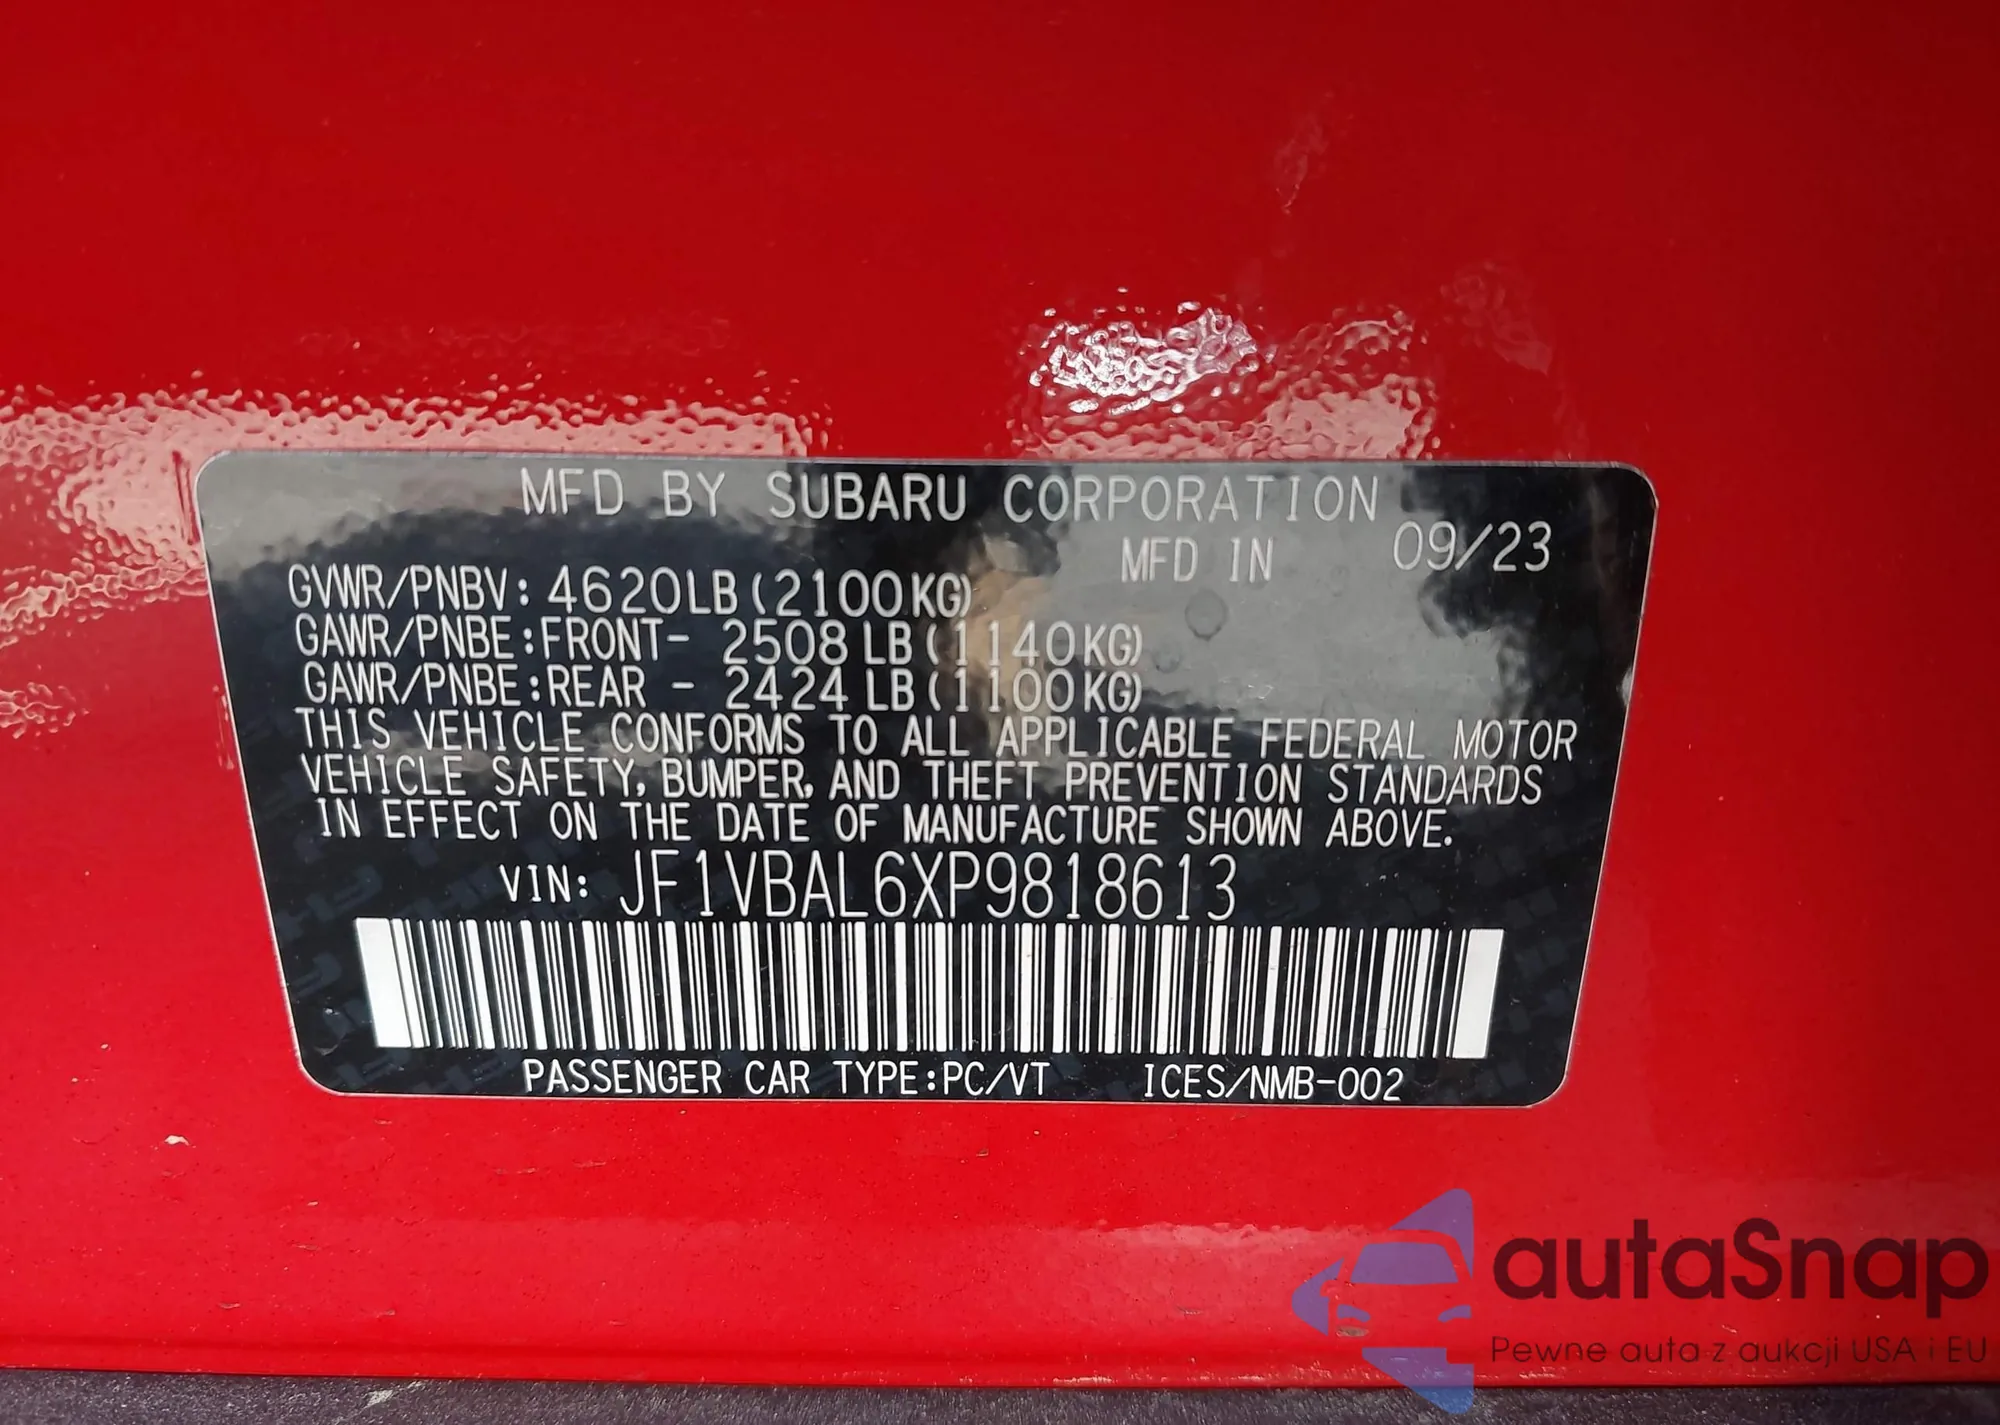 MFD BY SUBARU CORPORATION
MFD IN 09/23
GVWR/PNBV: 4620LB(2100KG)
GAWR/PNBE:FRONT- 2508 LB(1140KG)
GAWR/PNBE:REAR - 2424 LB(1100KG)
THIS VEHICLE CONFORMS TO ALL APPLICABLE FEDERAL MOTOR
VEHICLE SAFETY, BUMPER, AND THEFT PREVENTION STANDARDS
IN EFFECT ON THE DATE OF MANUFACTURE SHOWN ABOVE.
VIN: JF1VBAL6XP9818613
PASSENGER CAR TYPE:PC/VT ICES/NMB-002
autaSnap
Pewne auta z aukcji USA i EU